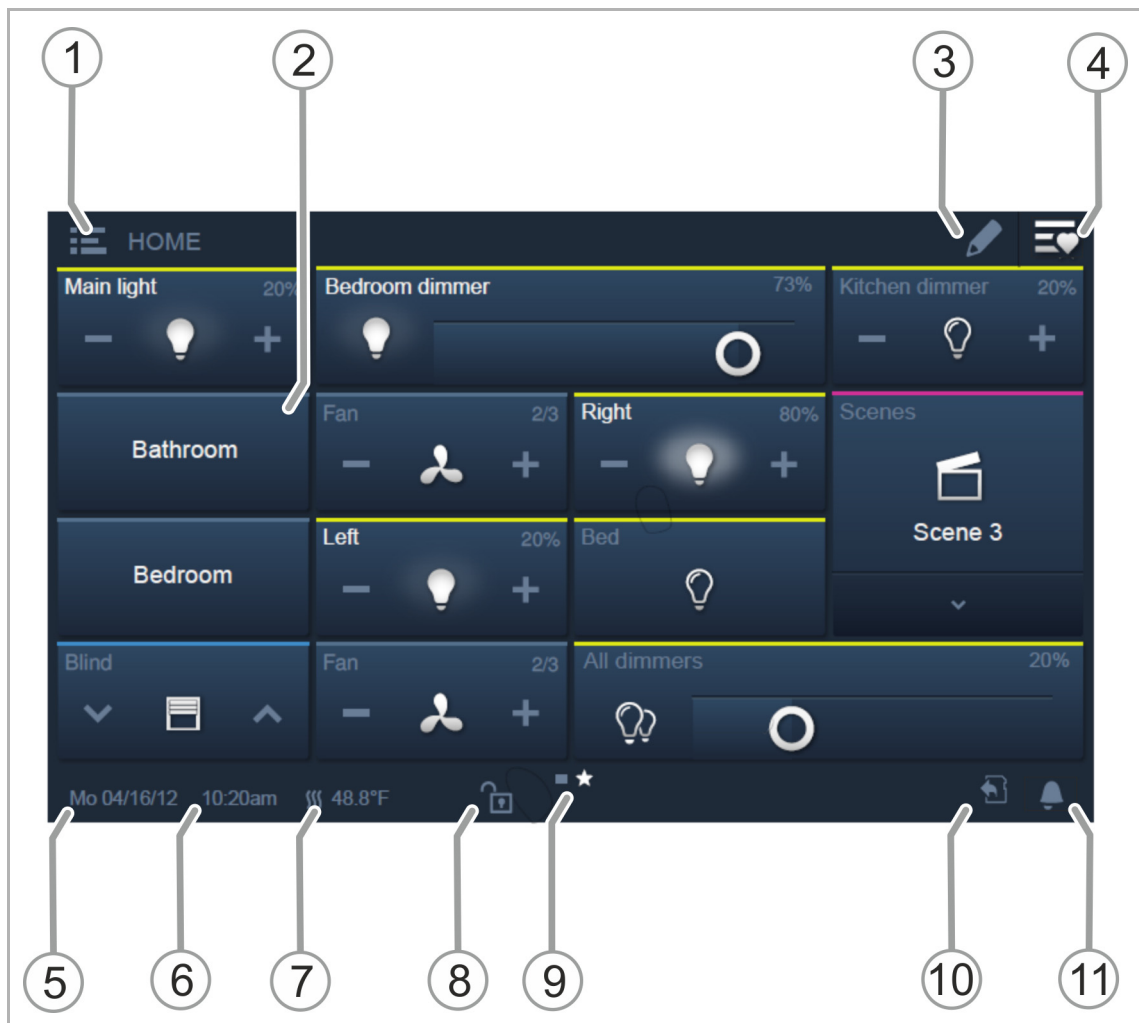 1
2
3
4
HOME
Main light 20%
Bedroom dimmer 73%
Kitchen dimmer 20%
Bathroom
Fan 2/3
Right 80%
Scenes
Scene 3
Bedroom
Left 20%
Bed
Blind
Fan 2/3
All dimmers 20%
Mo 04/16/12 10:20am 48.8°F
5
6
7
8
9
10
11